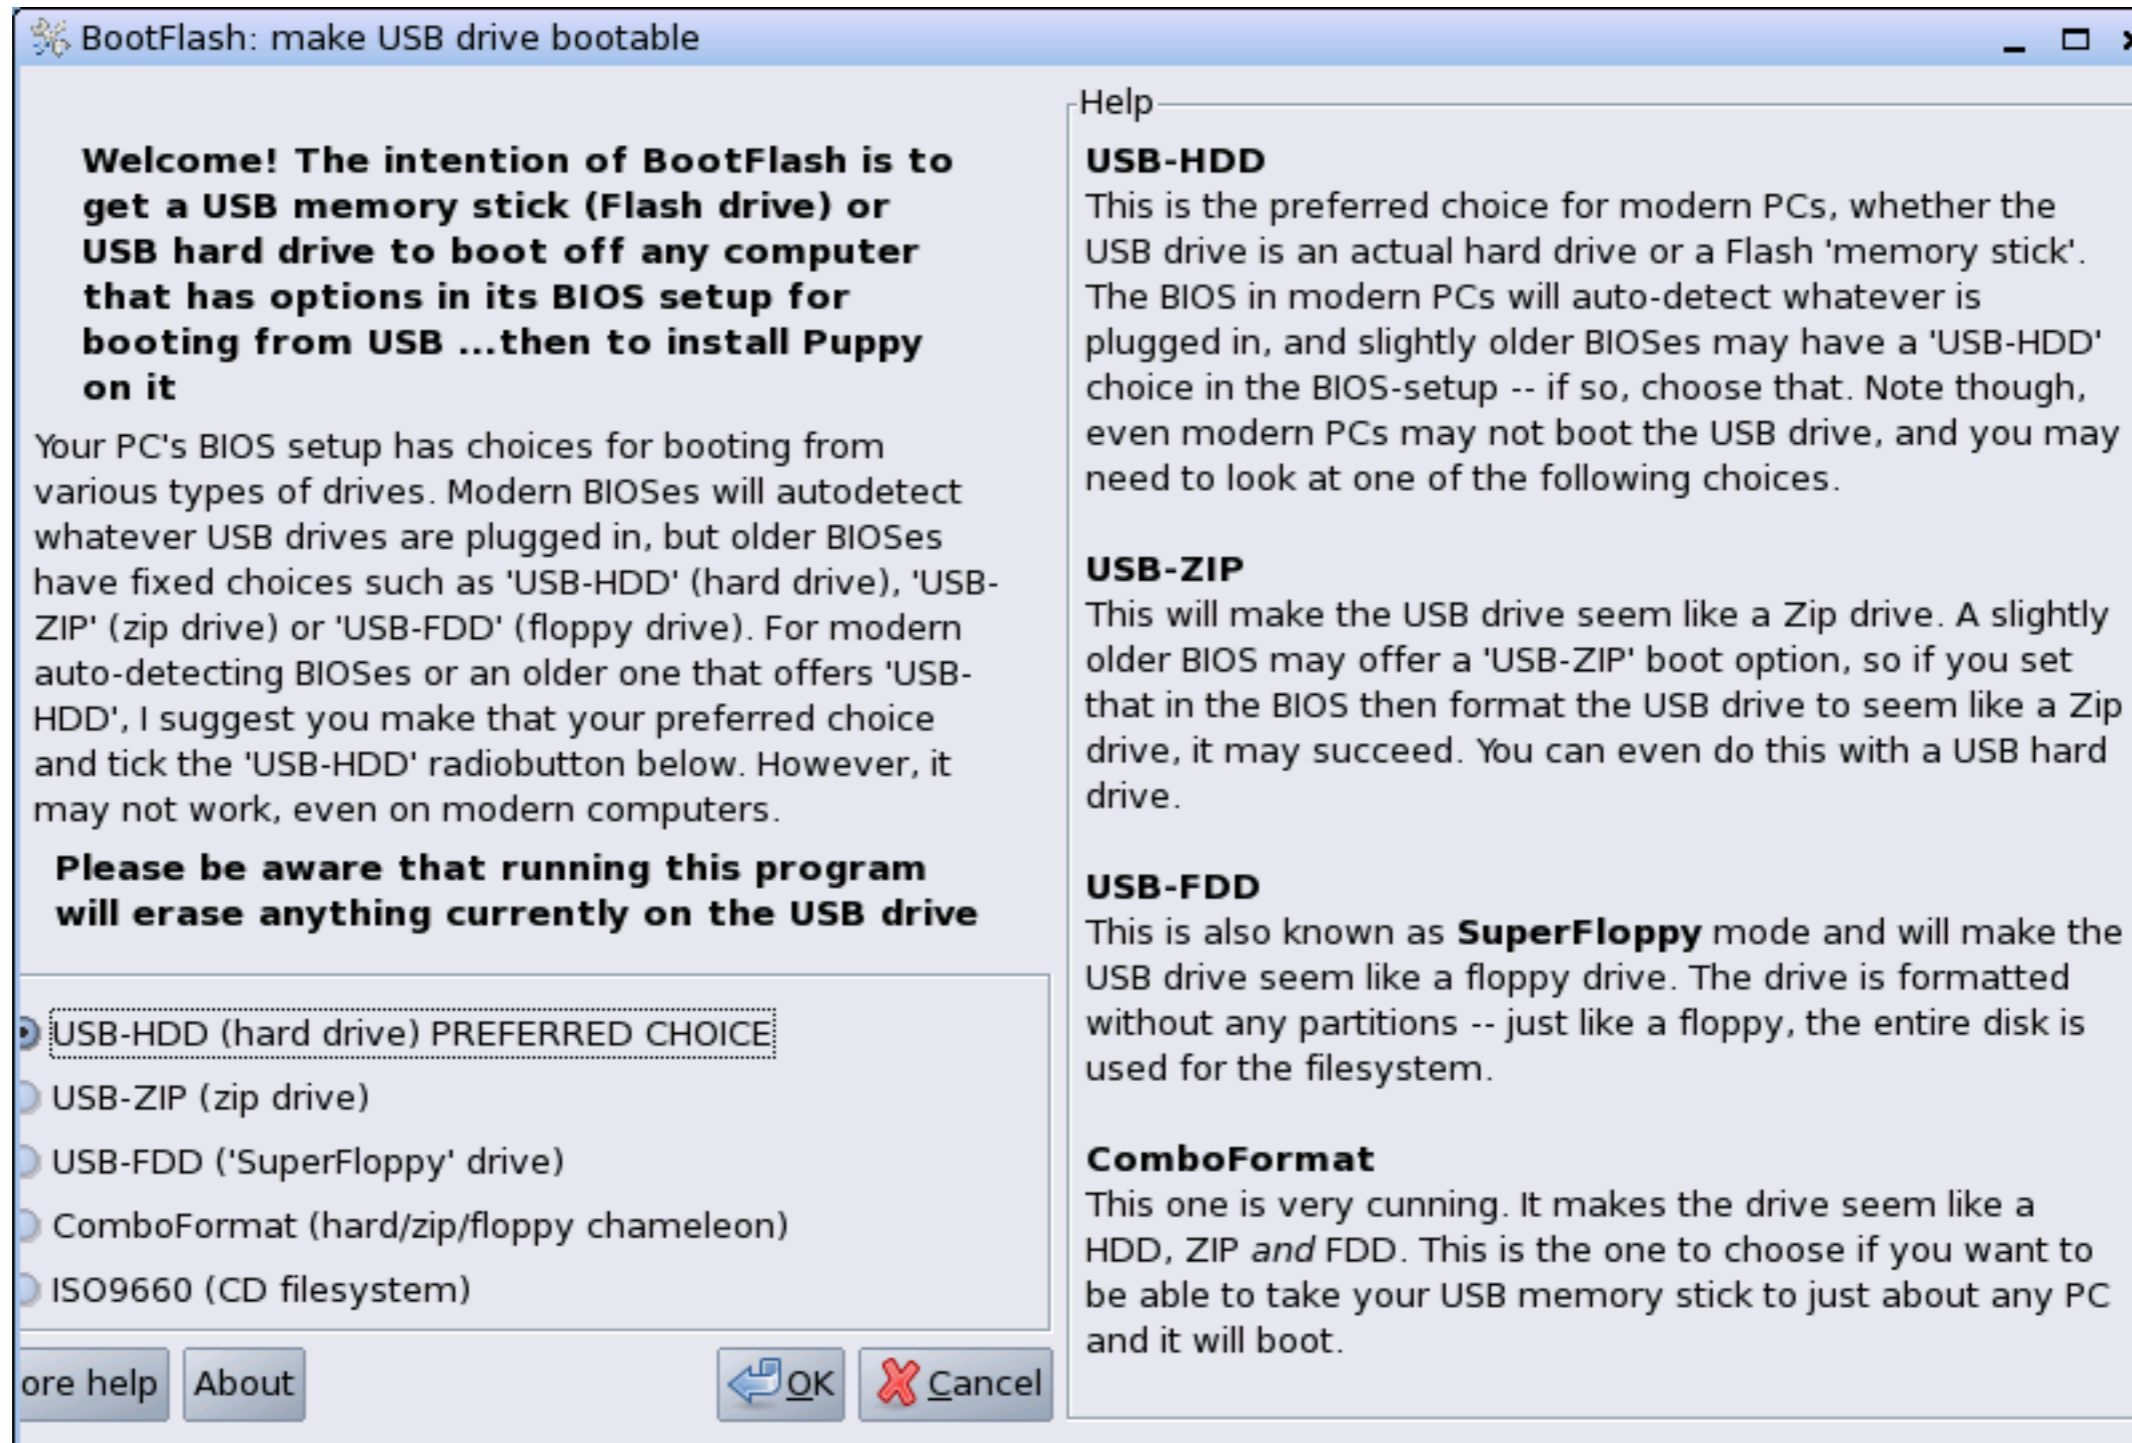 BootFlash: make USB drive bootable
Welcome! The intention of BootFlash is to
get a USB memory stick (Flash drive) or
USB hard drive to boot off any computer
that has options in its BIOS setup for
booting from USB ...then to install Puppy
on it
Your PC's BIOS setup has choices for booting from
various types of drives. Modern BIOSes will autodetect
whatever USB drives are plugged in, but older BIOSes
have fixed choices such as 'USB-HDD' (hard drive), 'USB-
ZIP' (zip drive) or 'USB-FDD' (floppy drive). For modern
auto-detecting BIOSes or an older one that offers 'USB-
HDD', I suggest you make that your preferred choice
and tick the 'USB-HDD' radiobutton below. However, it
may not work, even on modern computers.
Please be aware that running this program
will erase anything currently on the USB drive
USB-HDD (hard drive) PREFERRED CHOICE
USB-ZIP (zip drive)
USB-FDD ('SuperFloppy' drive)
ComboFormat (hard/zip/floppy chameleon)
ISO9660 (CD filesystem)
ore help
About
OK
Cancel
Help
USB-HDD
This is the preferred choice for modern PCs, whether the
USB drive is an actual hard drive or a Flash 'memory stick'.
The BIOS in modern PCs will auto-detect whatever is
plugged in, and slightly older BIOSes may have a 'USB-HDD'
choice in the BIOS-setup -- if so, choose that. Note though,
even modern PCs may not boot the USB drive, and you may
need to look at one of the following choices.
USB-ZIP
This will make the USB drive seem like a Zip drive. A slightly
older BIOS may offer a 'USB-ZIP' boot option, so if you set
that in the BIOS then format the USB drive to seem like a Zip
drive, it may succeed. You can even do this with a USB hard
drive.
USB-FDD
This is also known as SuperFloppy mode and will make the
USB drive seem like a floppy drive. The drive is formatted
without any partitions -- just like a floppy, the entire disk is
used for the filesystem.
ComboFormat
This one is very cunning. It makes the drive seem like a
HDD, ZIP and FDD. This is the one to choose if you want to
be able to take your USB memory stick to just about any PC
and it will boot.